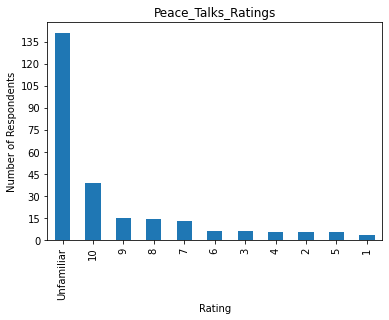 Peace_Talks_Ratings
Number of Respondents
135
120
105
90
75
60
45
30
15
0
Unfamiliar 10 9 8 7 6 3 4 2 5 1
Rating